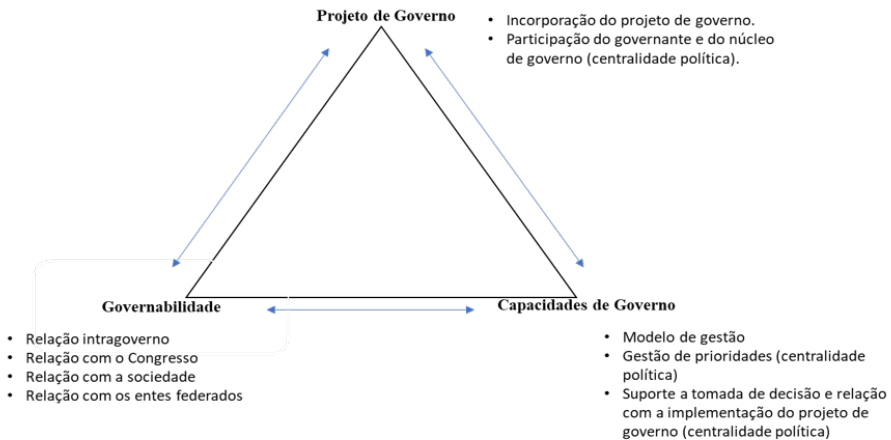 Projeto de Governo
• Incorporação do projeto de governo.
• Participação do governante e do núcleo
de governo (centralidade política).
Governabilidade
• Relação intragoverno
• Relação com o Congresso
• Relação com a sociedade
• Relação com os entes federados
Capacidades de Governo
• Modelo de gestão
• Gestão de prioridades (centralidade
política)
• Suporte a tomada de decisão e relação
com a implementação do projeto de
governo (centralidade política)